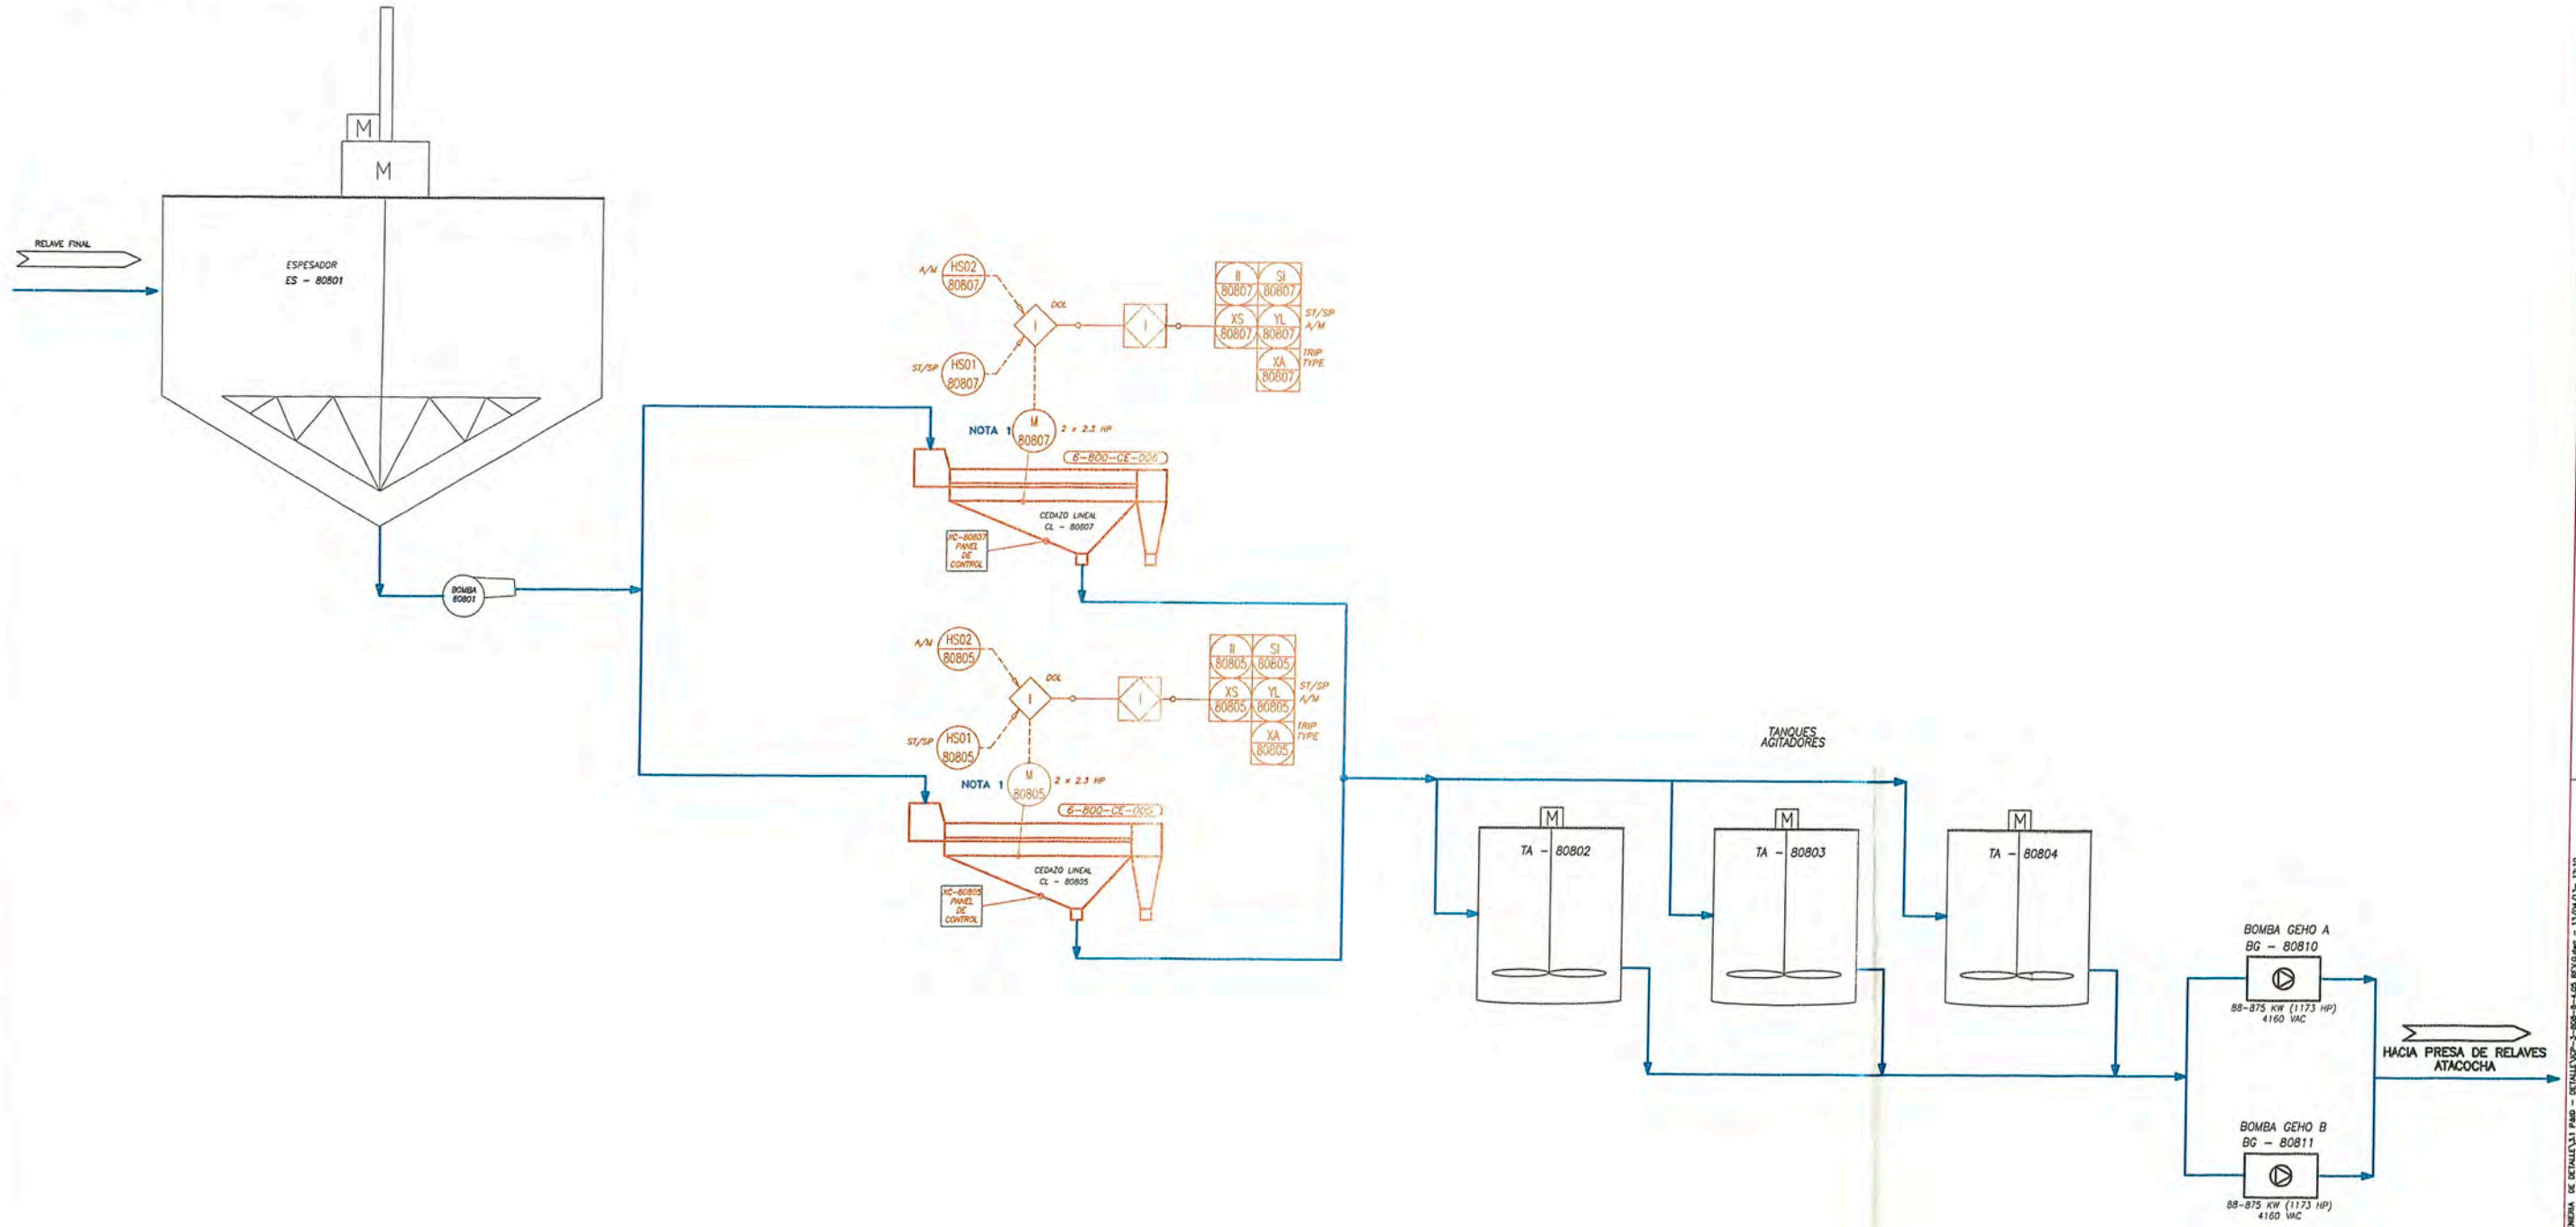 M
M
RELAVE FINAL
ESPESADOR
ES - 80801
BOMBA
80801
A/M
HS02
80807
DOL
I
I
ST/SP
HS01
80807
II
80807
SI
80807
XS
80807
YL
80807
ST/SP
A/M
XA
80807
TRIP
TYPE
NOTA 1
M
80807
2 x 2.3 HP
6-800-CE-006
CEDAZO LINEAL
CL - 80807
XC-80807
PANEL
DE
CONTROL
A/M
HS02
80805
DOL
I
I
ST/SP
HS01
80805
II
80805
SI
80805
XS
80805
YL
80805
ST/SP
A/M
XA
80805
TRIP
TYPE
NOTA 1
M
80805
2 x 2.3 HP
6-800-CE-005
CEDAZO LINEAL
CL - 80805
XC-80805
PANEL
DE
CONTROL
TANQUES
AGITADORES
M
TA - 80802
M
TA - 80803
M
TA - 80804
BOMBA GEHO A
BG - 80810
88-875 KW (1173 HP)
4160 VAC
HACIA PRESA DE RELAVES
ATACOCHA
BOMBA GEHO B
BG - 80811
88-875 KW (1173 HP)
4160 VAC